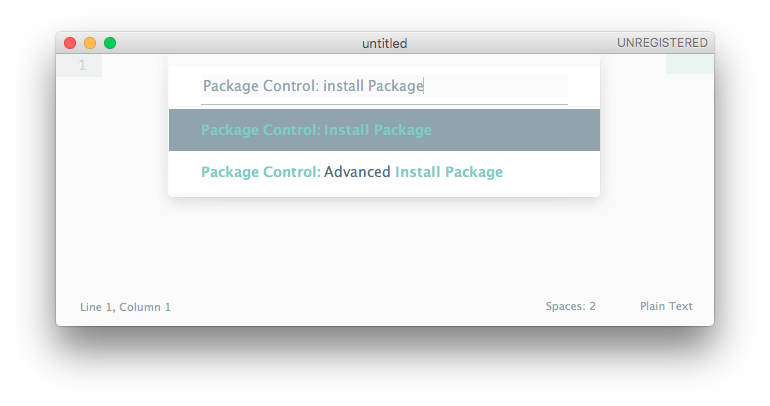 untitled
UNREGISTERED
1
Package Control: install Package
Package Control: Install Package
Package Control: Advanced Install Package
Line 1, Column 1
Spaces: 2
Plain Text